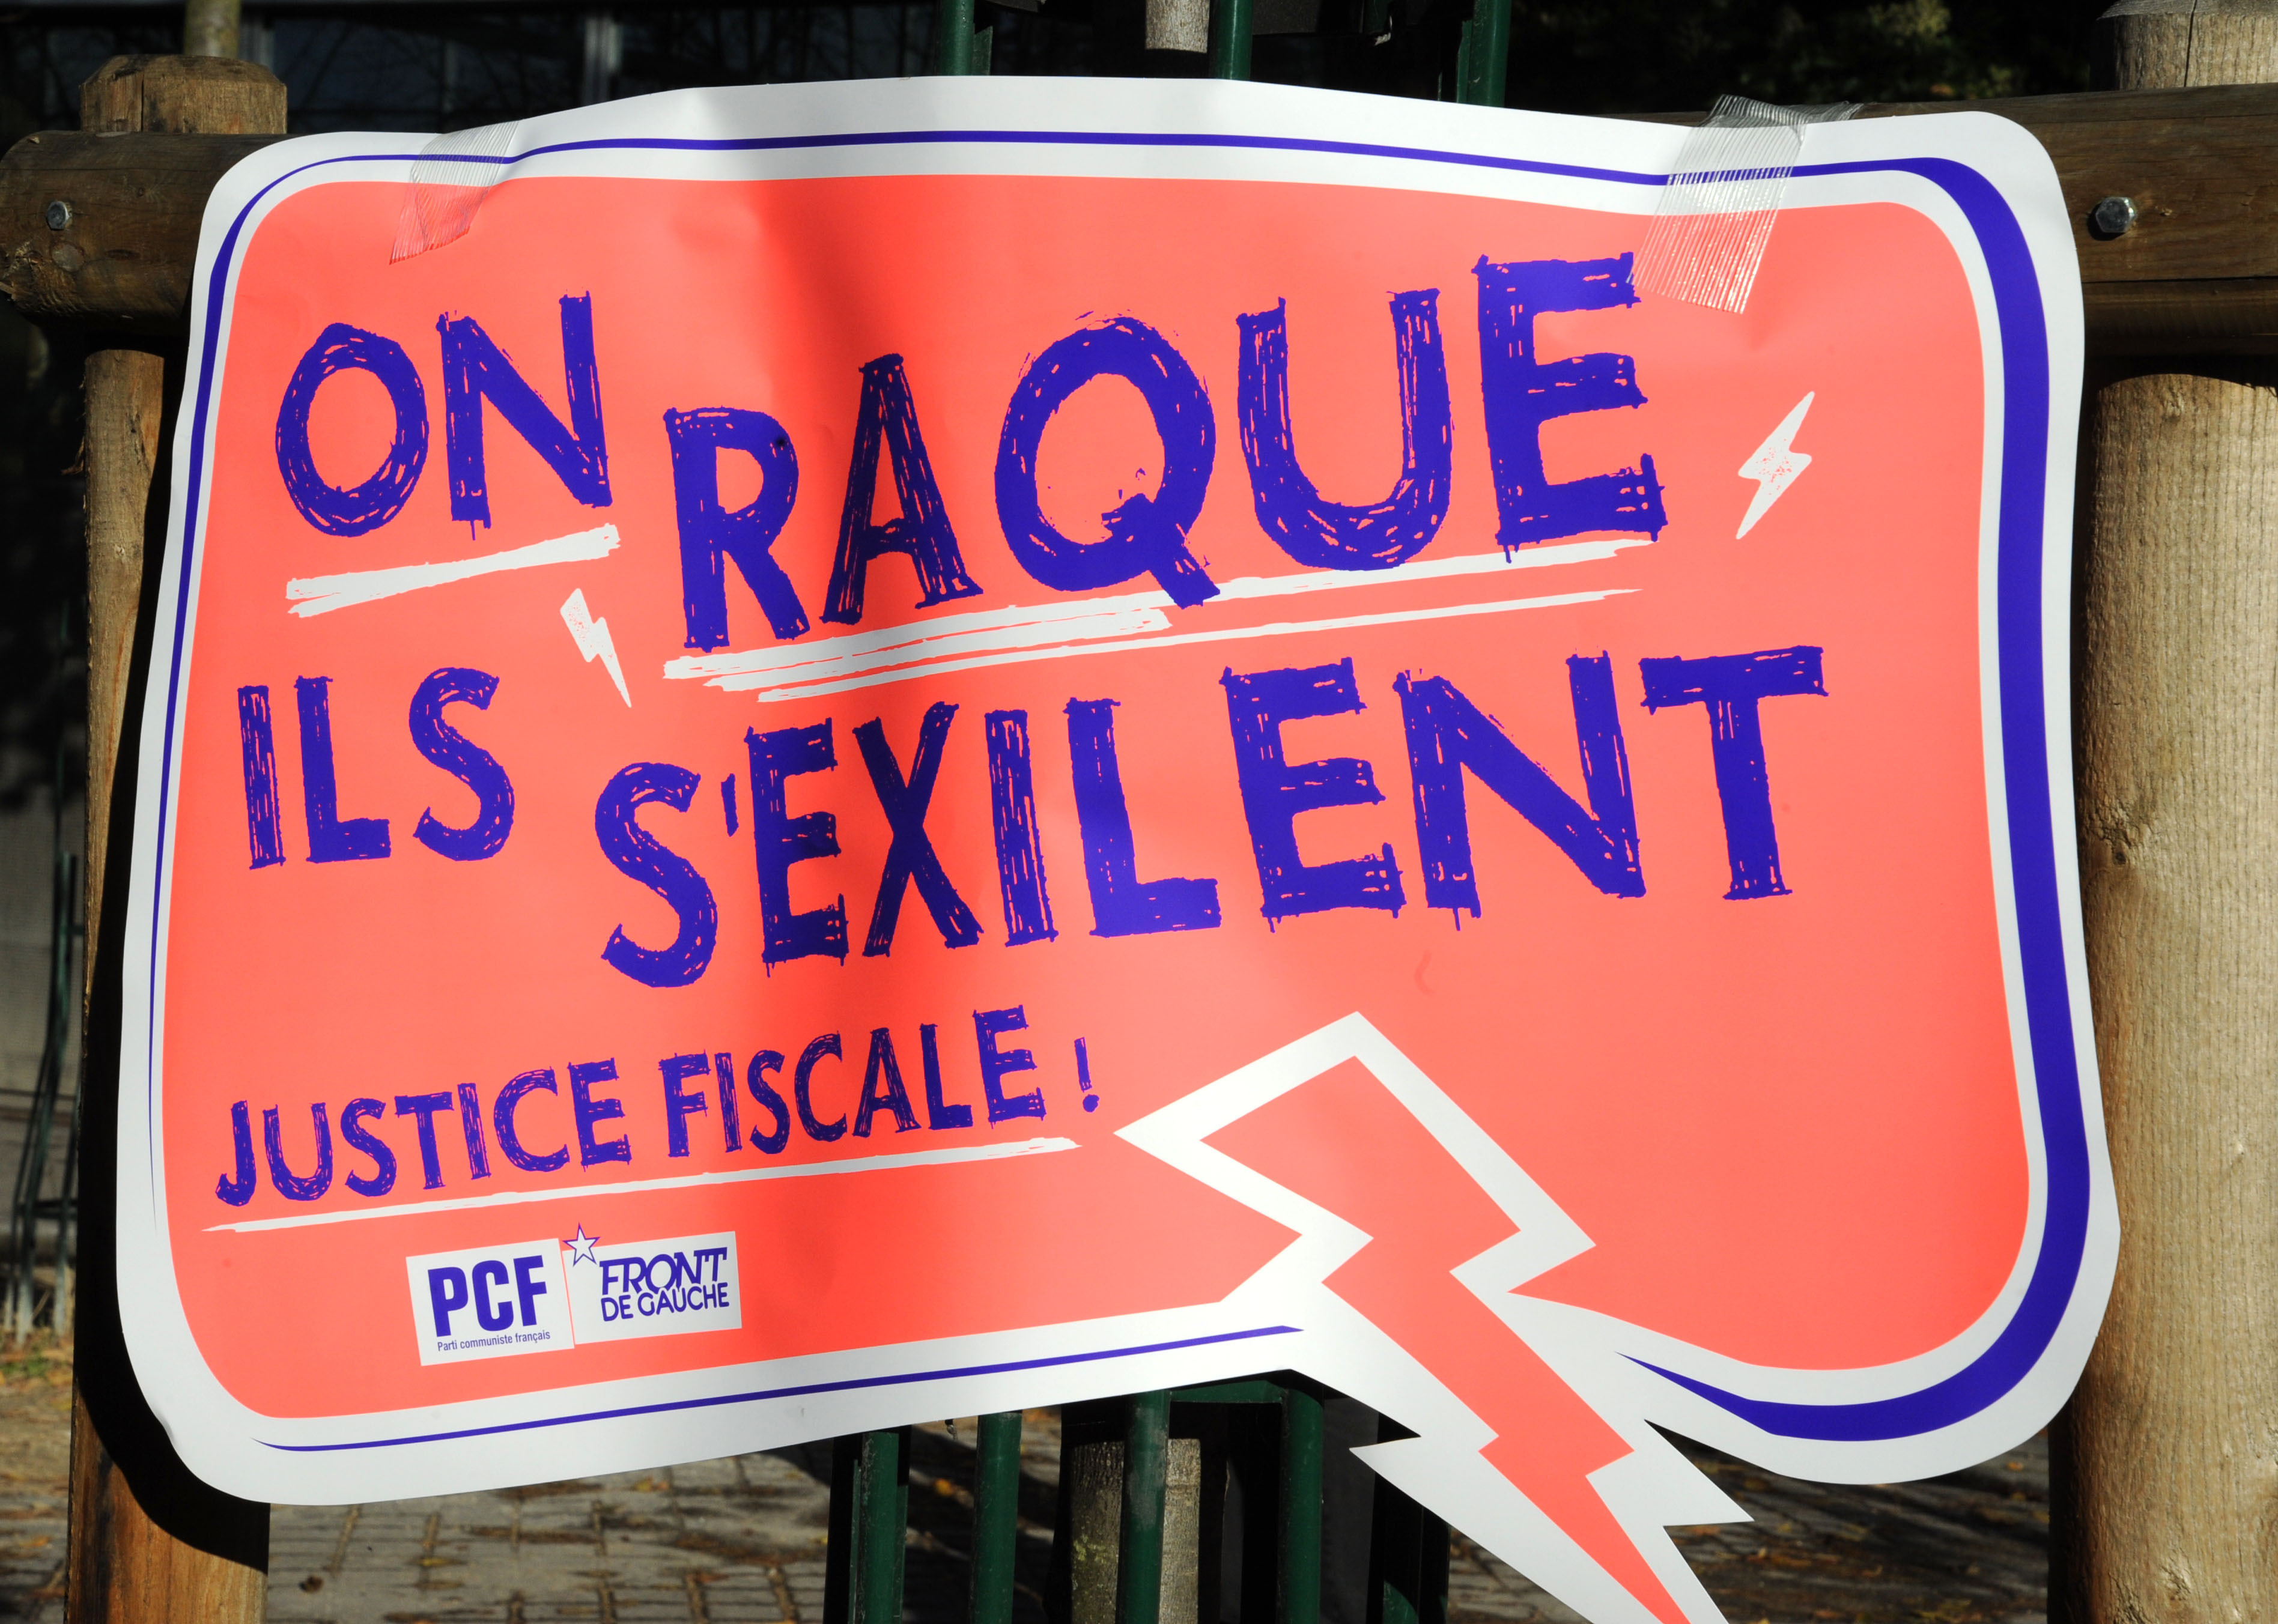 ON RAQUE
ILS S'EXILENT
JUSTICE FISCALE !
PCF
Parti communiste français
FRONT
DE GAUCHE